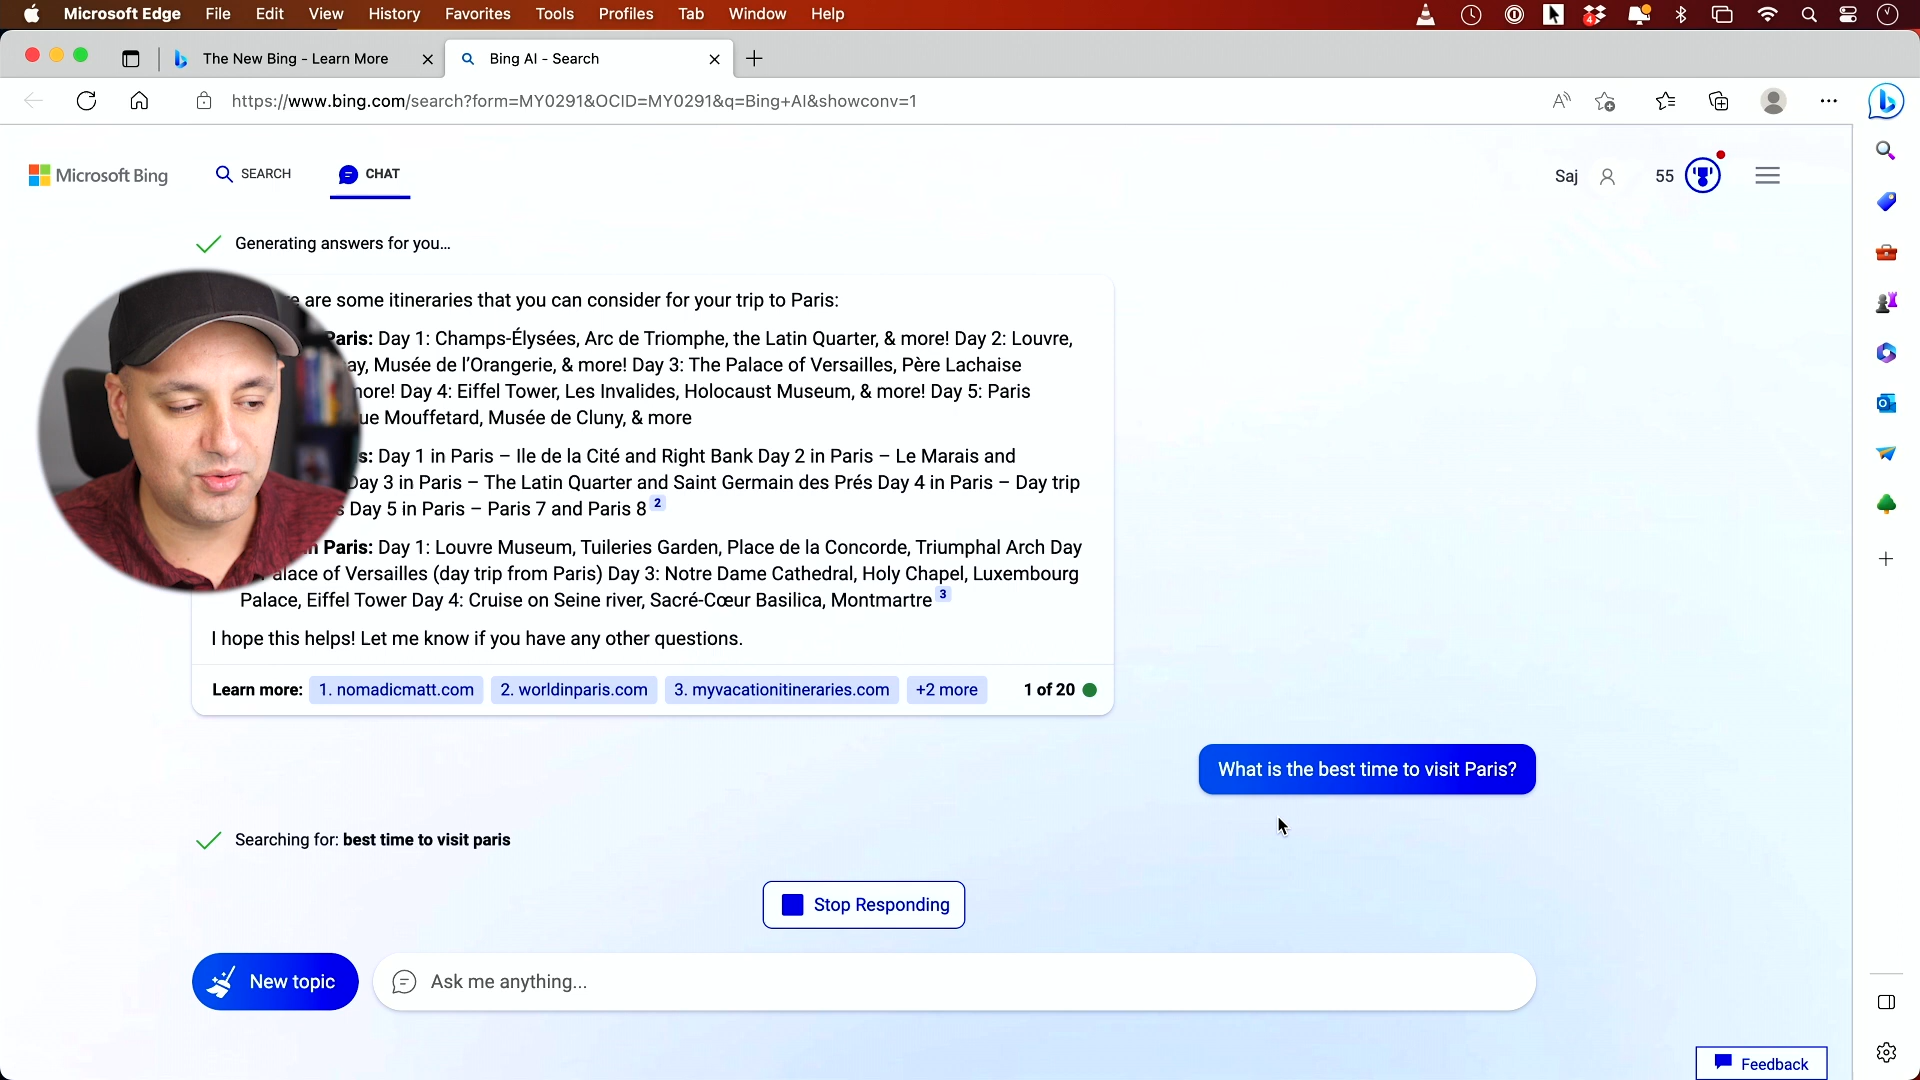 Microsoft Edge File Edit View History Favorites Tools Profiles Tab Window Help
4
The New Bing - Learn More
Bing AI - Search
https://www.bing.com/search?form=MY0291&OCID=MY0291&q=Bing+AI&showconv=1
Microsoft Bing SEARCH CHAT Saj 55
Generating answers for you...
are some itineraries that you can consider for your trip to Paris:
Paris: Day 1: Champs-Élysées, Arc de Triomphe, the Latin Quarter, & more! Day 2: Louvre,
Musée de l'Orangerie, & more! Day 3: The Palace of Versailles, Père Lachaise
more! Day 4: Eiffel Tower, Les Invalides, Holocaust Museum, & more! Day 5: Paris
Mouffetard, Musée de Cluny, & more
Day 1 in Paris – Ile de la Cité and Right Bank Day 2 in Paris – Le Marais and
Day 3 in Paris – The Latin Quarter and Saint Germain des Prés Day 4 in Paris – Day trip
Day 5 in Paris – Paris 7 and Paris 8 2
Paris: Day 1: Louvre Museum, Tuileries Garden, Place de la Concorde, Triumphal Arch Day
Palace of Versailles (day trip from Paris) Day 3: Notre Dame Cathedral, Holy Chapel, Luxembourg
Palace, Eiffel Tower Day 4: Cruise on Seine river, Sacré-Cœur Basilica, Montmartre 3
I hope this helps! Let me know if you have any other questions.
Learn more: 1. nomadicmatt.com 2. worldinparis.com 3. myvacationitineraries.com +2 more 1 of 20
What is the best time to visit Paris?
Searching for: best time to visit paris
Stop Responding
New topic
Ask me anything...
Feedback